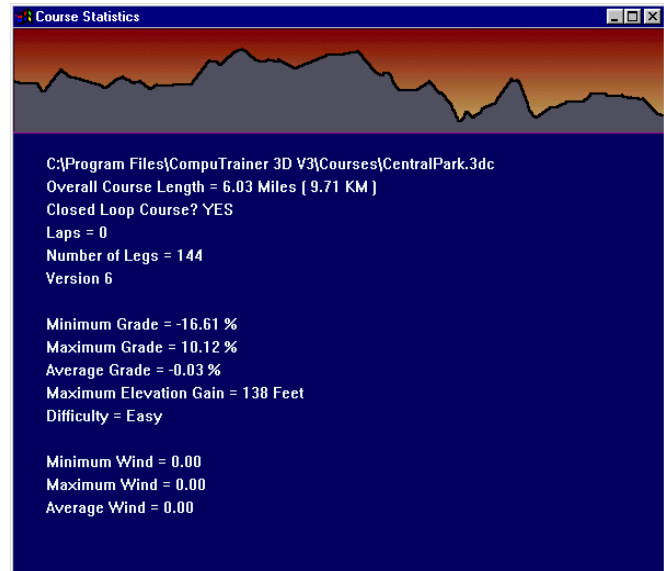 Course Statistics
C:\Program Files\CompuTrainer 3D V3\Courses\CentralPark.3dc
Overall Course Length = 6.03 Miles ( 9.71 KM )
Closed Loop Course? YES
Laps = 0
Number of Legs = 144
Version 6
Minimum Grade = -16.61 %
Maximum Grade = 10.12 %
Average Grade = -0.03 %
Maximum Elevation Gain = 138 Feet
Difficulty = Easy
Minimum Wind = 0.00
Maximum Wind = 0.00
Average Wind = 0.00